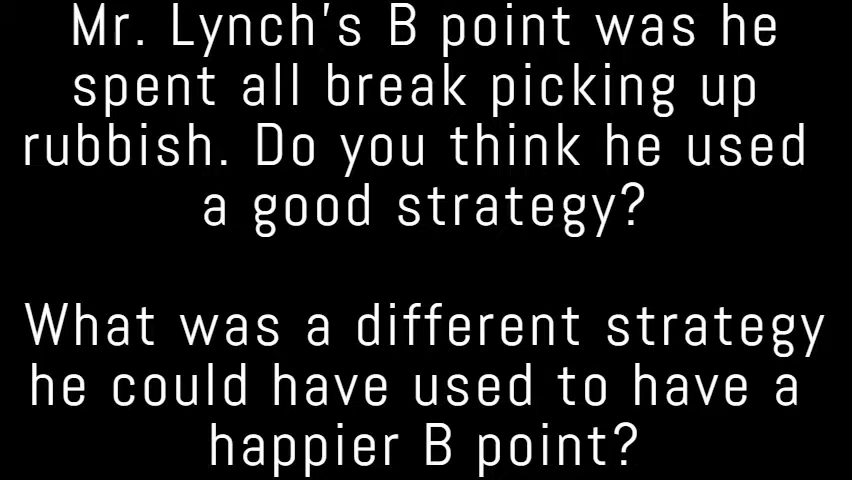 Mr. Lynch's B point was he
spent all break picking up
rubbish. Do you think he used
a good strategy?
What was a different strategy
he could have used to have a
happier B point?